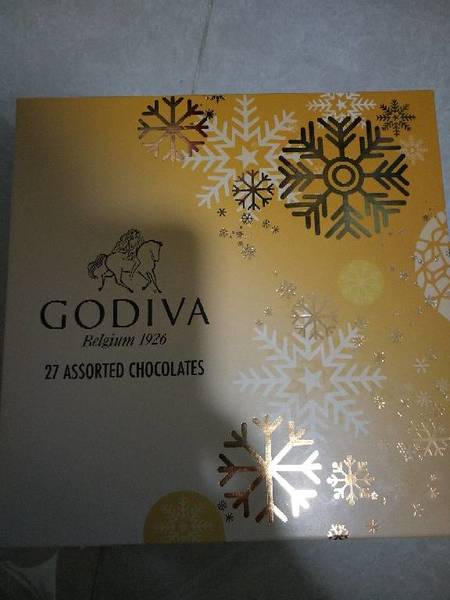 GODIVA
Belgium 1926
27 ASSORTED CHOCOLATES